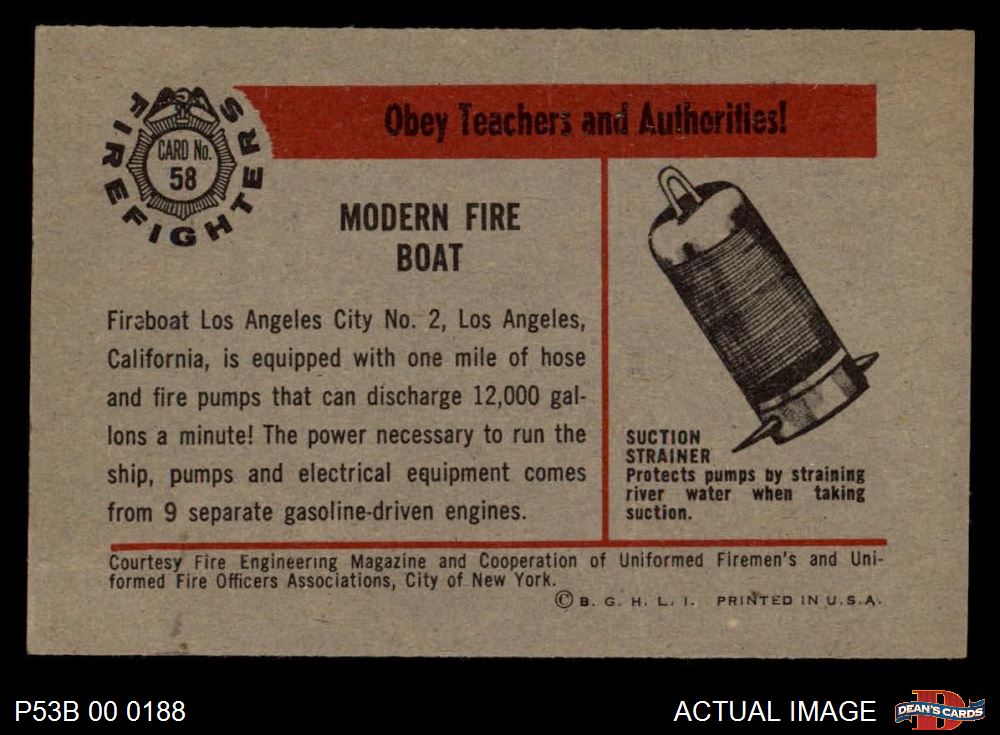 FIREFIGHTERS
CARD No.
58
Obey Teachers and Authorities!
MODERN FIRE
BOAT
Fireboat Los Angeles City No. 2, Los Angeles,
California, is equipped with one mile of hose
and fire pumps that can discharge 12,000 gal-
lons a minute! The power necessary to run the
ship, pumps and electrical equipment comes
from 9 separate gasoline-driven engines.
SUCTION
STRAINER
Protects pumps by straining
river water when taking
suction.
Courtesy Fire Engineering Magazine and Cooperation of Uniformed Firemen's and Uni-
formed Fire Officers Associations, City of New York.
© B. G. H. L. I. PRINTED IN U.S.A.
P53B 00 0188
ACTUAL IMAGE
D
DEAN'S CARDS